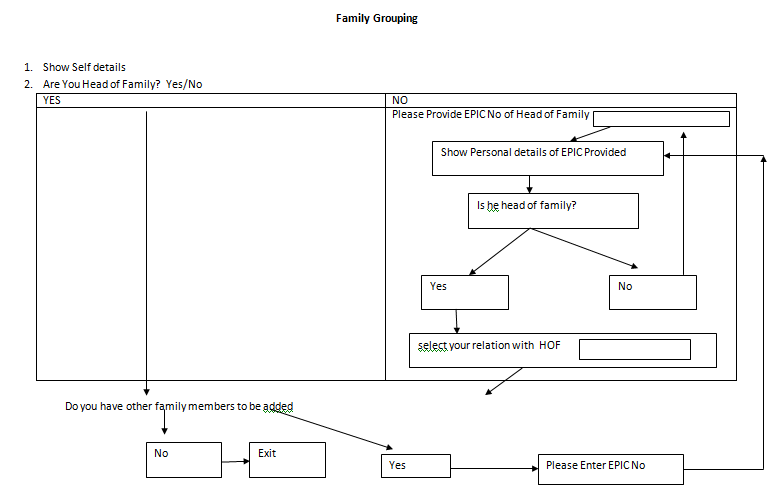 Family Grouping
1. Show Self details
2. Are You Head of Family? Yes/No
YES
NO
Please Provide EPIC No of Head of Family
Show Personal details of EPIC Provided
Is he head of family?
Yes
No
select your relation with HOF
Do you have other family members to be added
No
Exit
Yes
Please Enter EPIC No